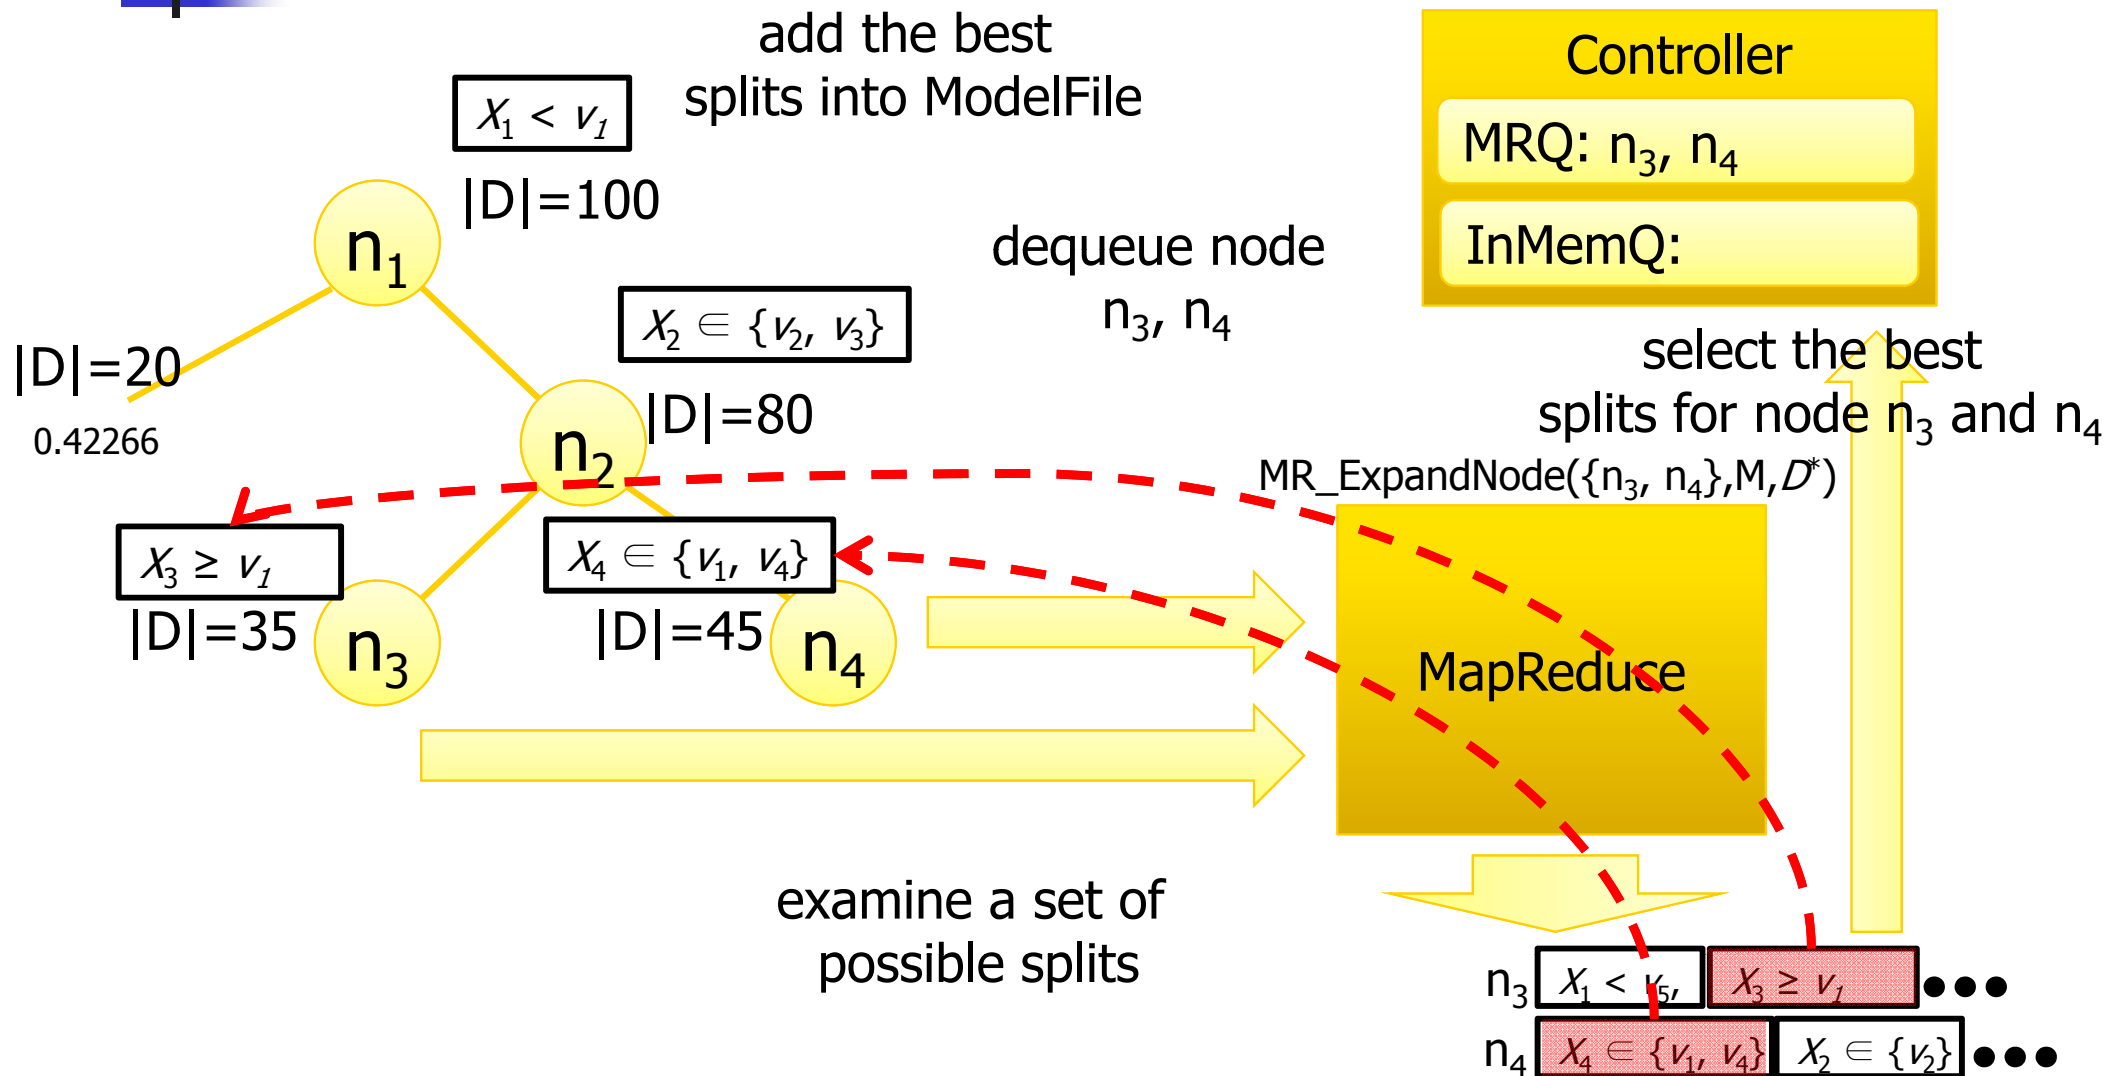 add the best
splits into ModelFile
Controller
MRQ: n₃, n₄
InMemQ:
X₁ < v₁
|D|=100
n₁
dequeue node
n₃, n₄
X₂ ∈ {v₂, v₃}
|D|=20
0.42266
|D|=80
n₂
select the best
splits for node n₃ and n₄
MR_ExpandNode({n₃, n₄},M,D*)
X₃ ≥ v₁
X₄ ∈ {v₁, v₄}
|D|=35
n₃
|D|=45
n₄
MapReduce
examine a set of
possible splits
n₃ X₁ < v₅, X₃ ≥ v₁ •••
n₄ X₄ ∈ {v₁, v₄} X₂ ∈ {v₂} •••